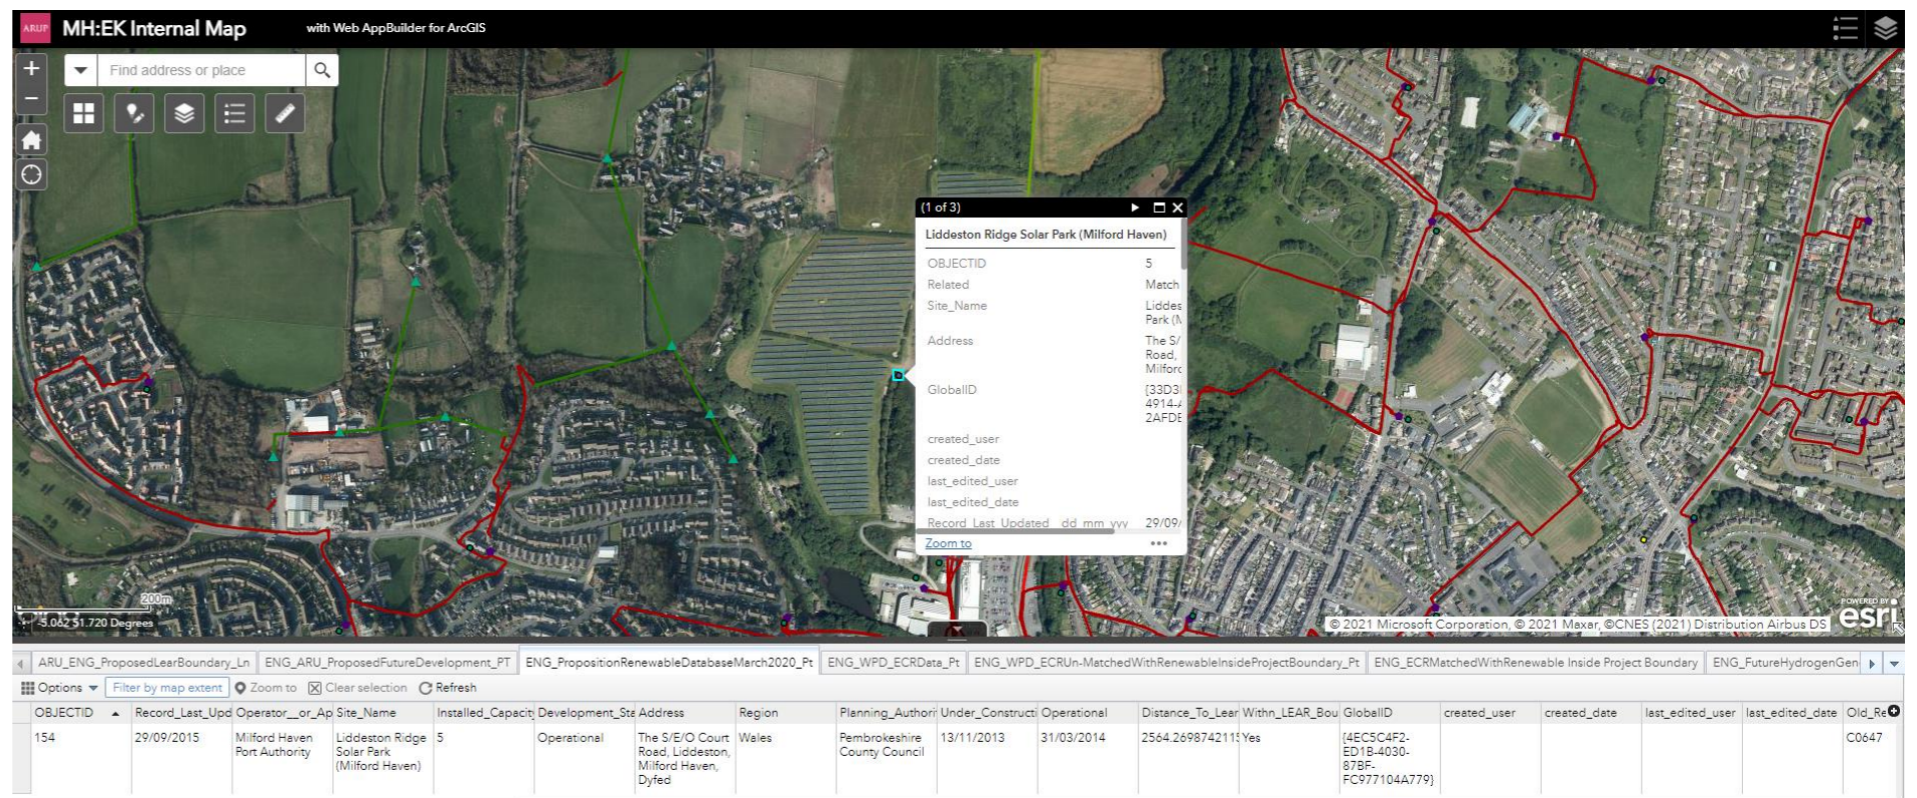 ARUP MH:EK Internal Map with Web AppBuilder for ArcGIS
+
Find address or place
−
(1 of 3)
Liddeston Ridge Solar Park (Milford Haven)
OBJECTID 5
Related Match
Site_Name Liddes
Park (M
Address The S/
Road,
Milford
GlobalID {33D3
4914-A
2AFDE
created_user
created_date
last_edited_user
last_edited_date
Record_Last_Updated__dd_mm_yyy 29/09/
Zoom to •••
200m
-5.062 51.720 Degrees
© 2021 Microsoft Corporation, © 2021 Maxar, ©CNES (2021) Distribution Airbus DS
POWERED BY
esri
ARU_ENG_ProposedLearBoundary_Ln ENG_ARU_ProposedFutureDevelopment_PT ENG_PropositionRenewableDatabaseMarch2020_Pt ENG_WPD_ECRData_Pt ENG_WPD_ECRUn-MatchedWithRenewableInsideProjectBoundary_Pt ENG_ECRMatchedWithRenewable Inside Project Boundary ENG_FutureHydrogenGen
Options Filter by map extent Zoom to Clear selection Refresh
OBJECTID Record_Last_Upd Operator__or_Ap Site_Name Installed_Capacit Development_Sta Address Region Planning_Authori Under_Constructi Operational Distance_To_Lear Withn_LEAR_Bou GlobalID created_user created_date last_edited_user last_edited_date Old_Re
154 29/09/2015 Milford Haven Liddeston Ridge 5 Operational The S/E/O Court Wales Pembrokeshire 13/11/2013 31/03/2014 2564.2698742115 Yes {4EC5C4F2- C0647
Port Authority Solar Park Road, Liddeston, County Council ED1B-4030-
(Milford Haven) Milford Haven, 87BF-
Dyfed FC977104A779}